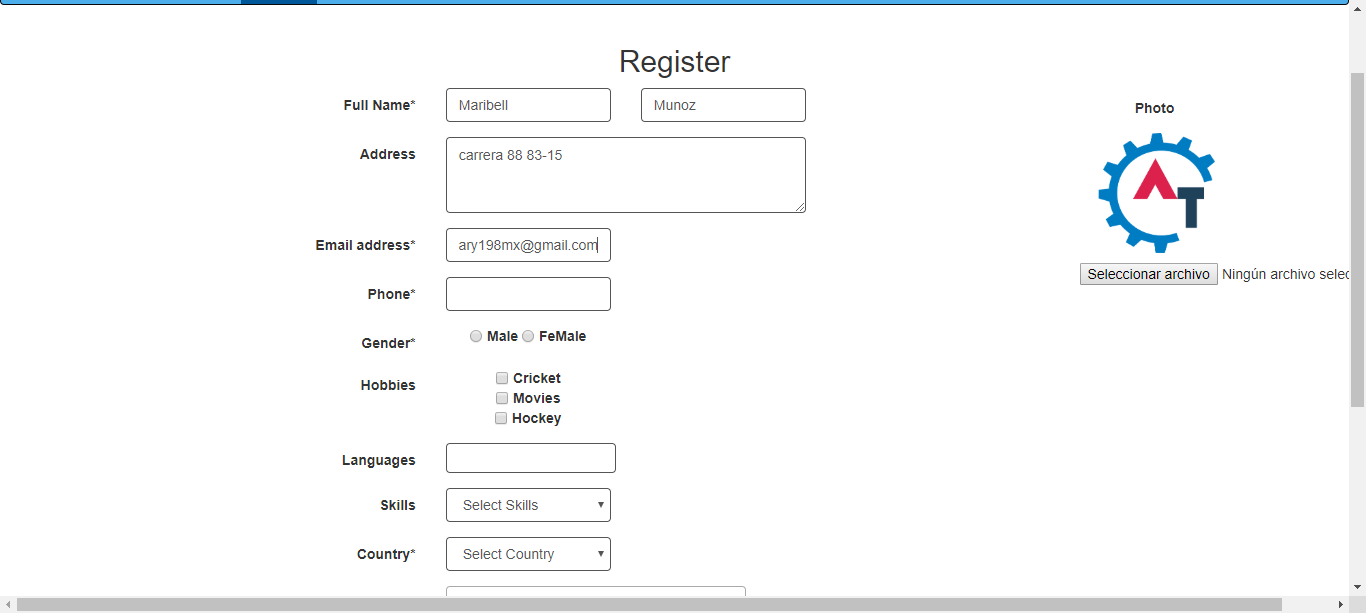 Register
Full Name* Maribell Munoz
Photo
Address carrera 88 83-15
AT
Email address* ary198mx@gmail.com
Seleccionar archivo Ningún archivo selec
Phone*
Gender* Male FeMale
Hobbies Cricket
Movies
Hockey
Languages
Skills Select Skills
Country* Select Country